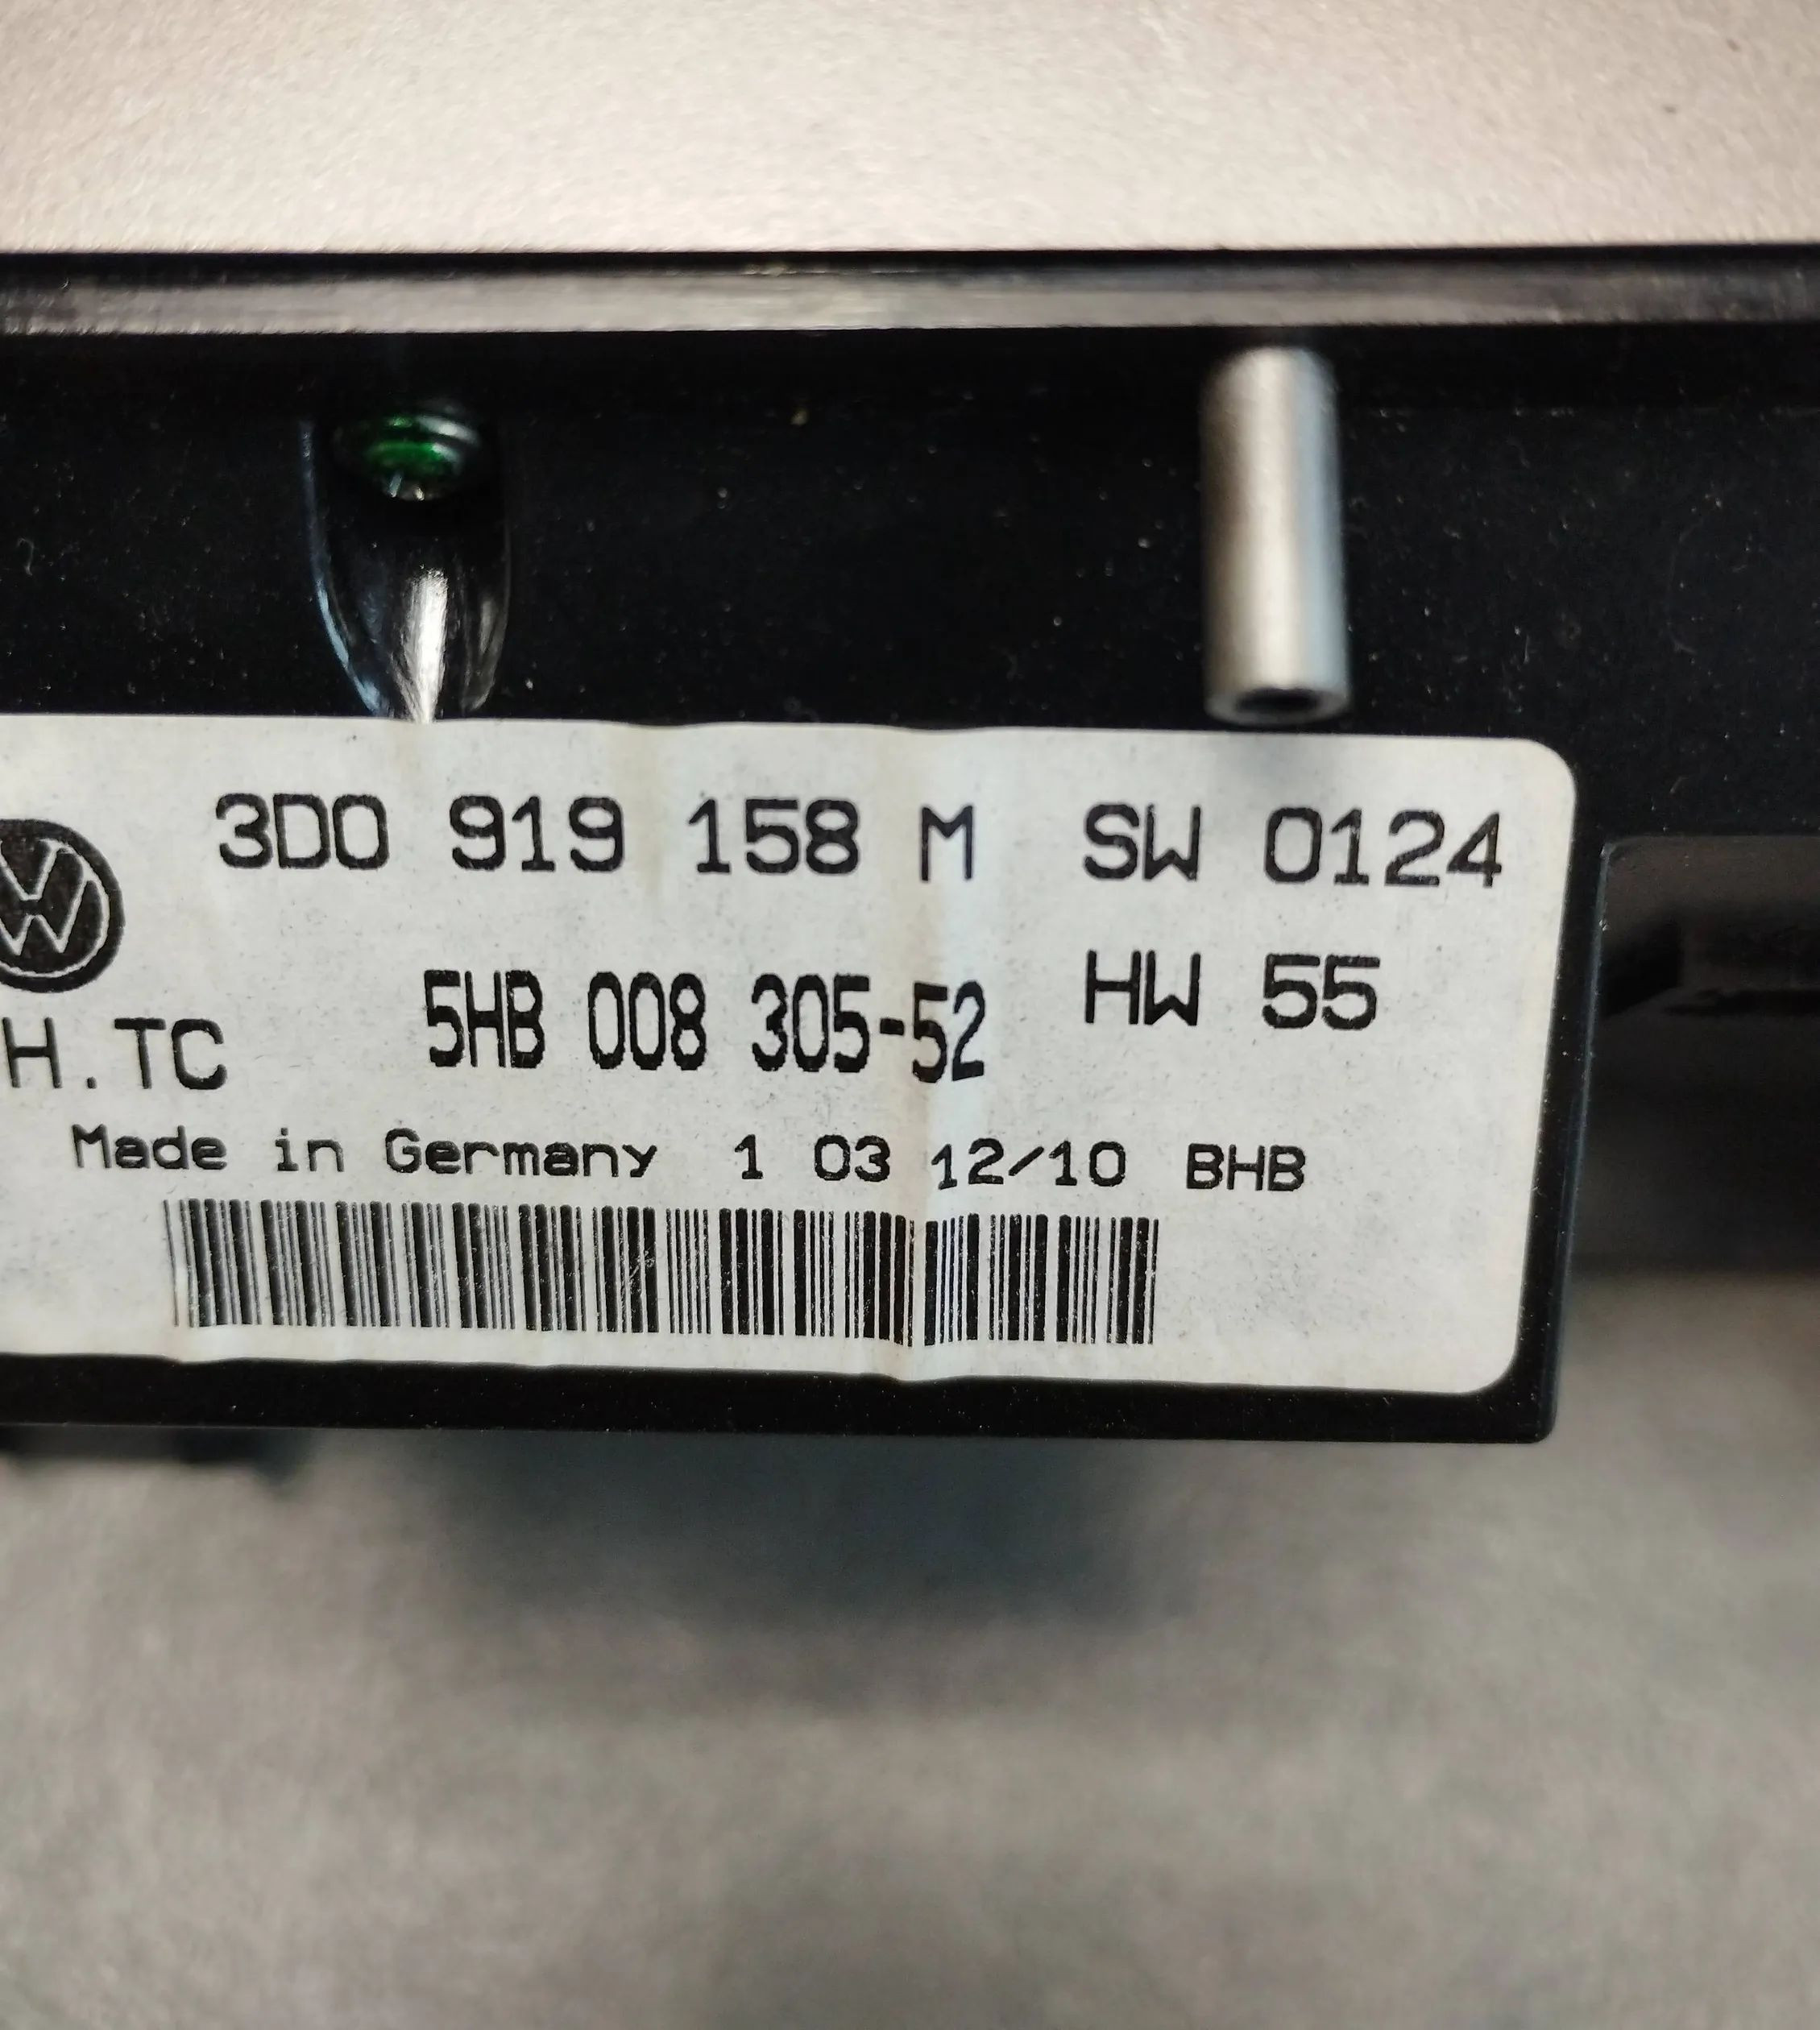 3D0 919 158 M SW 0124
5HB 008 305-52 HW 55
H.TC
Made in Germany 1 03 12/10 BHB